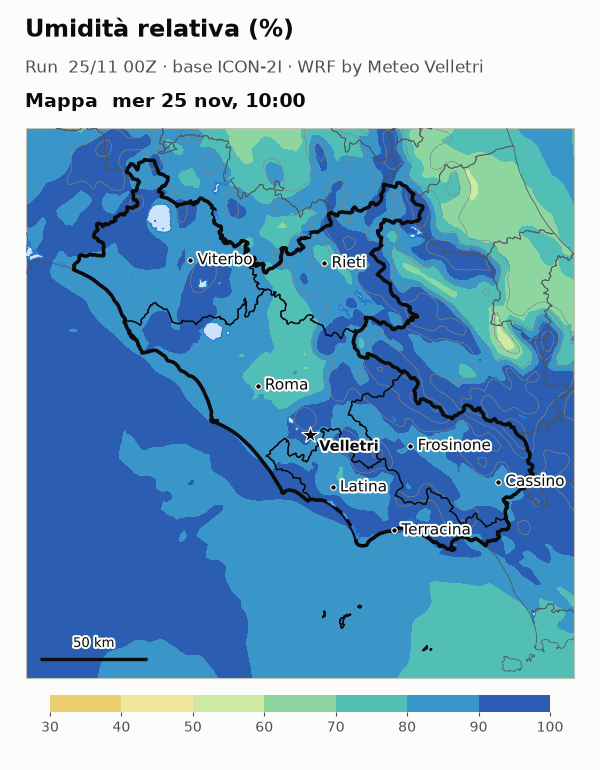 Umidità relativa (%)
Run  25/11 00Z · base ICON-2I · WRF by Meteo Velletri
Mappa  mer 25 nov, 10:00
Viterbo
Rieti
Roma
Velletri
Frosinone
Cassino
Latina
Terracina
50 km
30 40 50 60 70 80 90 100